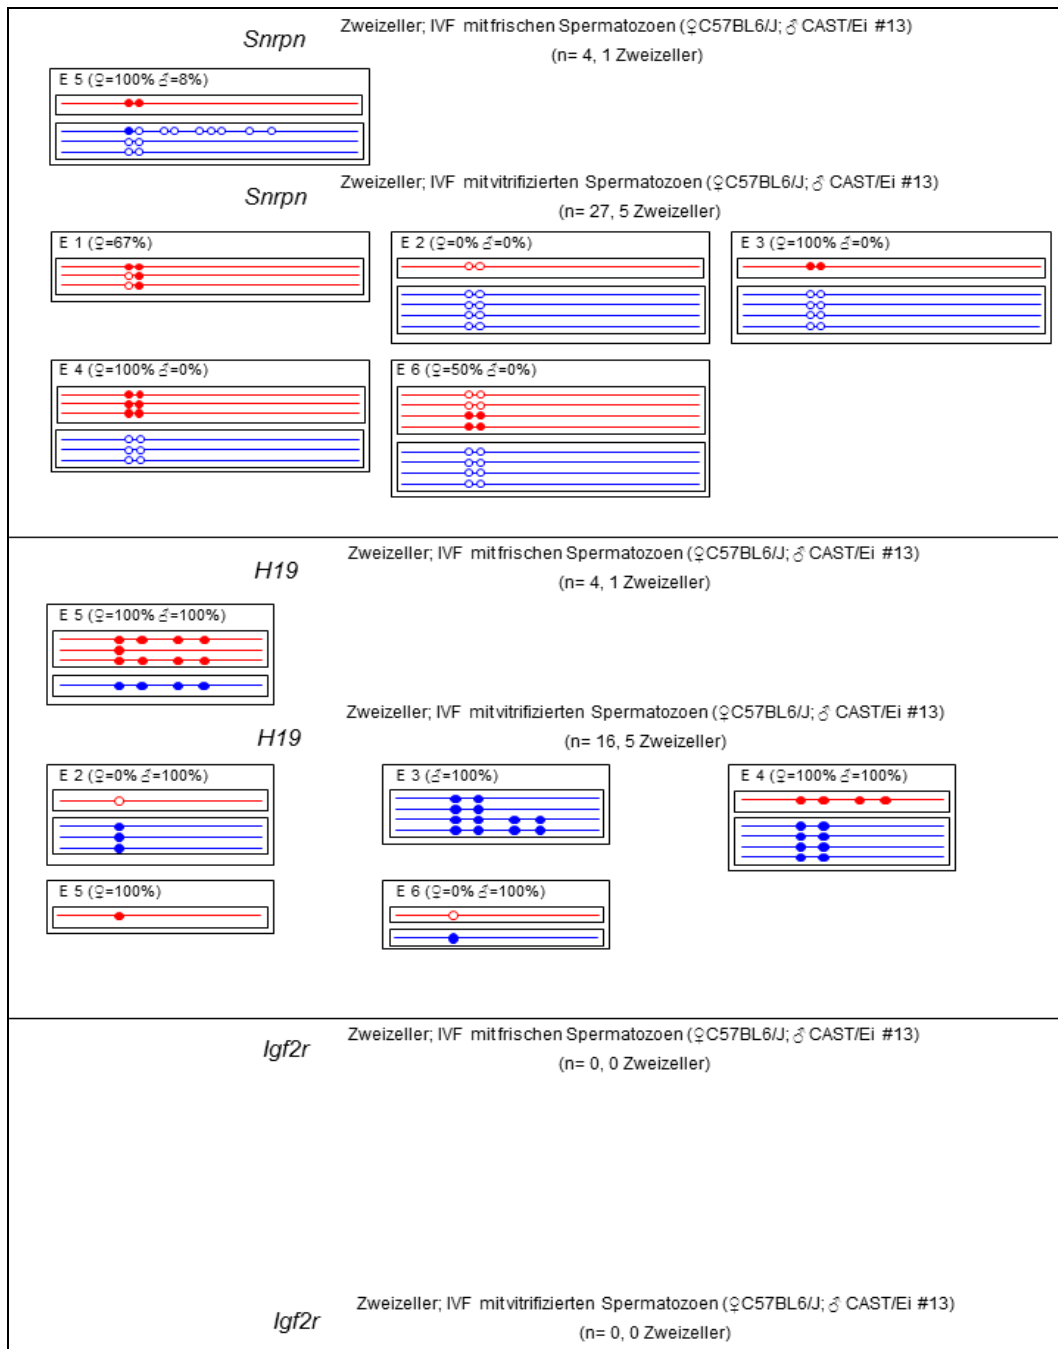 Snrpn
Zweizeller; IVF mit frischen Spermatozoen (♀C57BL6/J; ♂ CAST/Ei #13)
(n= 4, 1 Zweizeller)
E 5 (♀=100% ♂=8%)
Snrpn
Zweizeller; IVF mit vitrifizierten Spermatozoen (♀C57BL6/J; ♂ CAST/Ei #13)
(n= 27, 5 Zweizeller)
E 1 (♀=67%)
E 2 (♀=0% ♂=0%)
E 3 (♀=100% ♂=0%)
E 4 (♀=100% ♂=0%)
E 6 (♀=50% ♂=0%)
H19
Zweizeller; IVF mit frischen Spermatozoen (♀C57BL6/J; ♂ CAST/Ei #13)
(n= 4, 1 Zweizeller)
E 5 (♀=100% ♂=100%)
H19
Zweizeller; IVF mit vitrifizierten Spermatozoen (♀C57BL6/J; ♂ CAST/Ei #13)
(n= 16, 5 Zweizeller)
E 2 (♀=0% ♂=100%)
E 3 (♂=100%)
E 4 (♀=100% ♂=100%)
E 5 (♀=100%)
E 6 (♀=0% ♂=100%)
Igf2r
Zweizeller; IVF mit frischen Spermatozoen (♀C57BL6/J; ♂ CAST/Ei #13)
(n= 0, 0 Zweizeller)
Igf2r
Zweizeller; IVF mit vitrifizierten Spermatozoen (♀C57BL6/J; ♂ CAST/Ei #13)
(n= 0, 0 Zweizeller)